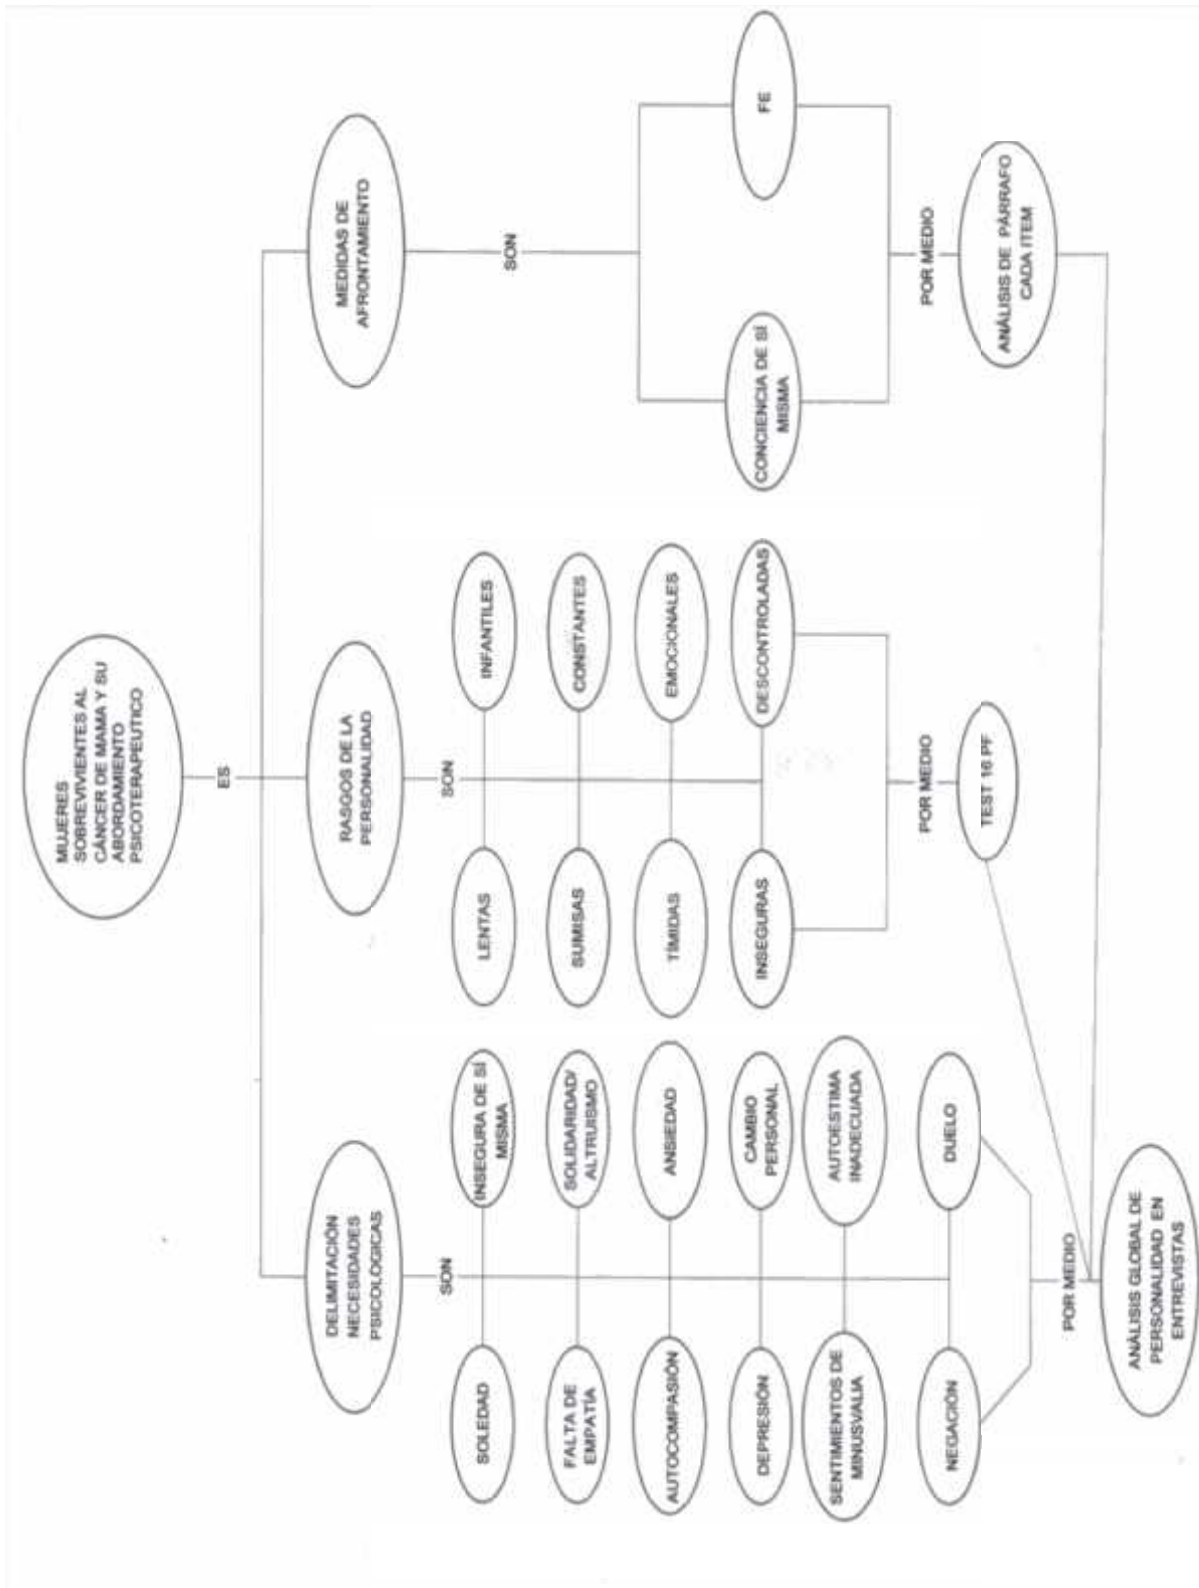 MUJERES
SOBREVIVIENTES AL
CÁNCER DE MAMA Y SU
ABORDAMIENTO
PSICOTERAPEUTICO
ES
DELIMITACIÓN
NECESIDADES
PSICOLOGICAS
RASGOS DE LA
PERSONALIDAD
MEDIDAS DE
AFRONTAMIENTO
SON
SON
SON
SOLEDAD
INSEGURA DE SÍ
MISMA
LENTAS
INFANTILES
FALTA DE
EMPATÍA
SOLIDARIDAD/
ALTRUISMO
SUMISAS
CONSTANTES
AUTOCOMPASIÓN
ANSIEDAD
TÍMIDAS
EMOCIONALES
DEPRESIÓN
CAMBIO
PERSONAL
INSEGURAS
DESCONTROLADAS
CONCIENCIA DE SÍ
MISMA
FE
SENTIMIENTOS DE
MINUSVALIA
AUTOESTIMA
INADECUADA
NEGACIÓN
DUELO
POR MEDIO
POR MEDIO
TEST 16 PF
ANÁLISIS DE PÁRRAFO
CADA ITEM
POR MEDIO
ANÁLISIS GLOBAL DE
PERSONALIDAD EN
ENTREVISTAS